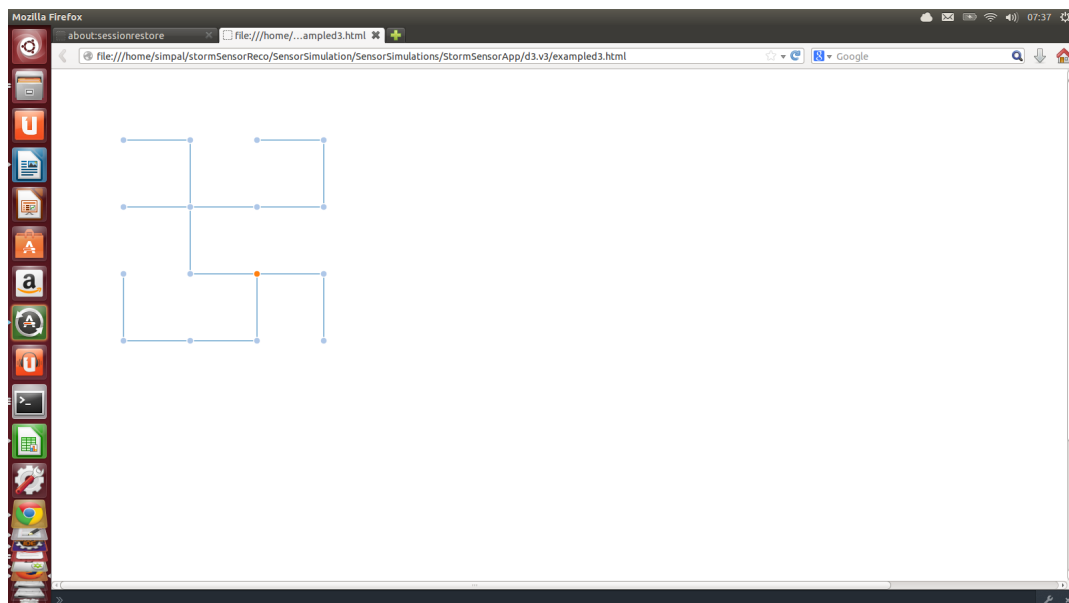 Mozilla Firefox
07:37
about:sessionrestore
file:///home/...ampled3.html
file:///home/simpal/stormSensorReco/SensorSimulation/SensorSimulations/StormSensorApp/d3.v3/exampled3.html
Google